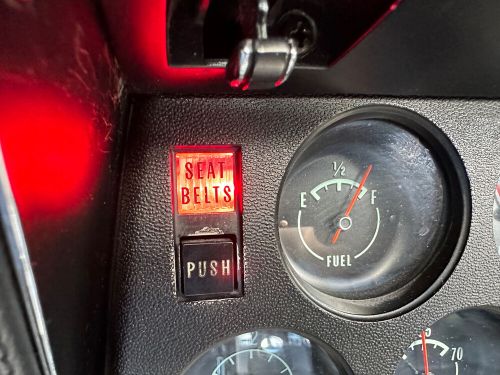 SEAT
BELTS
PUSH
½
E F
FUEL
70